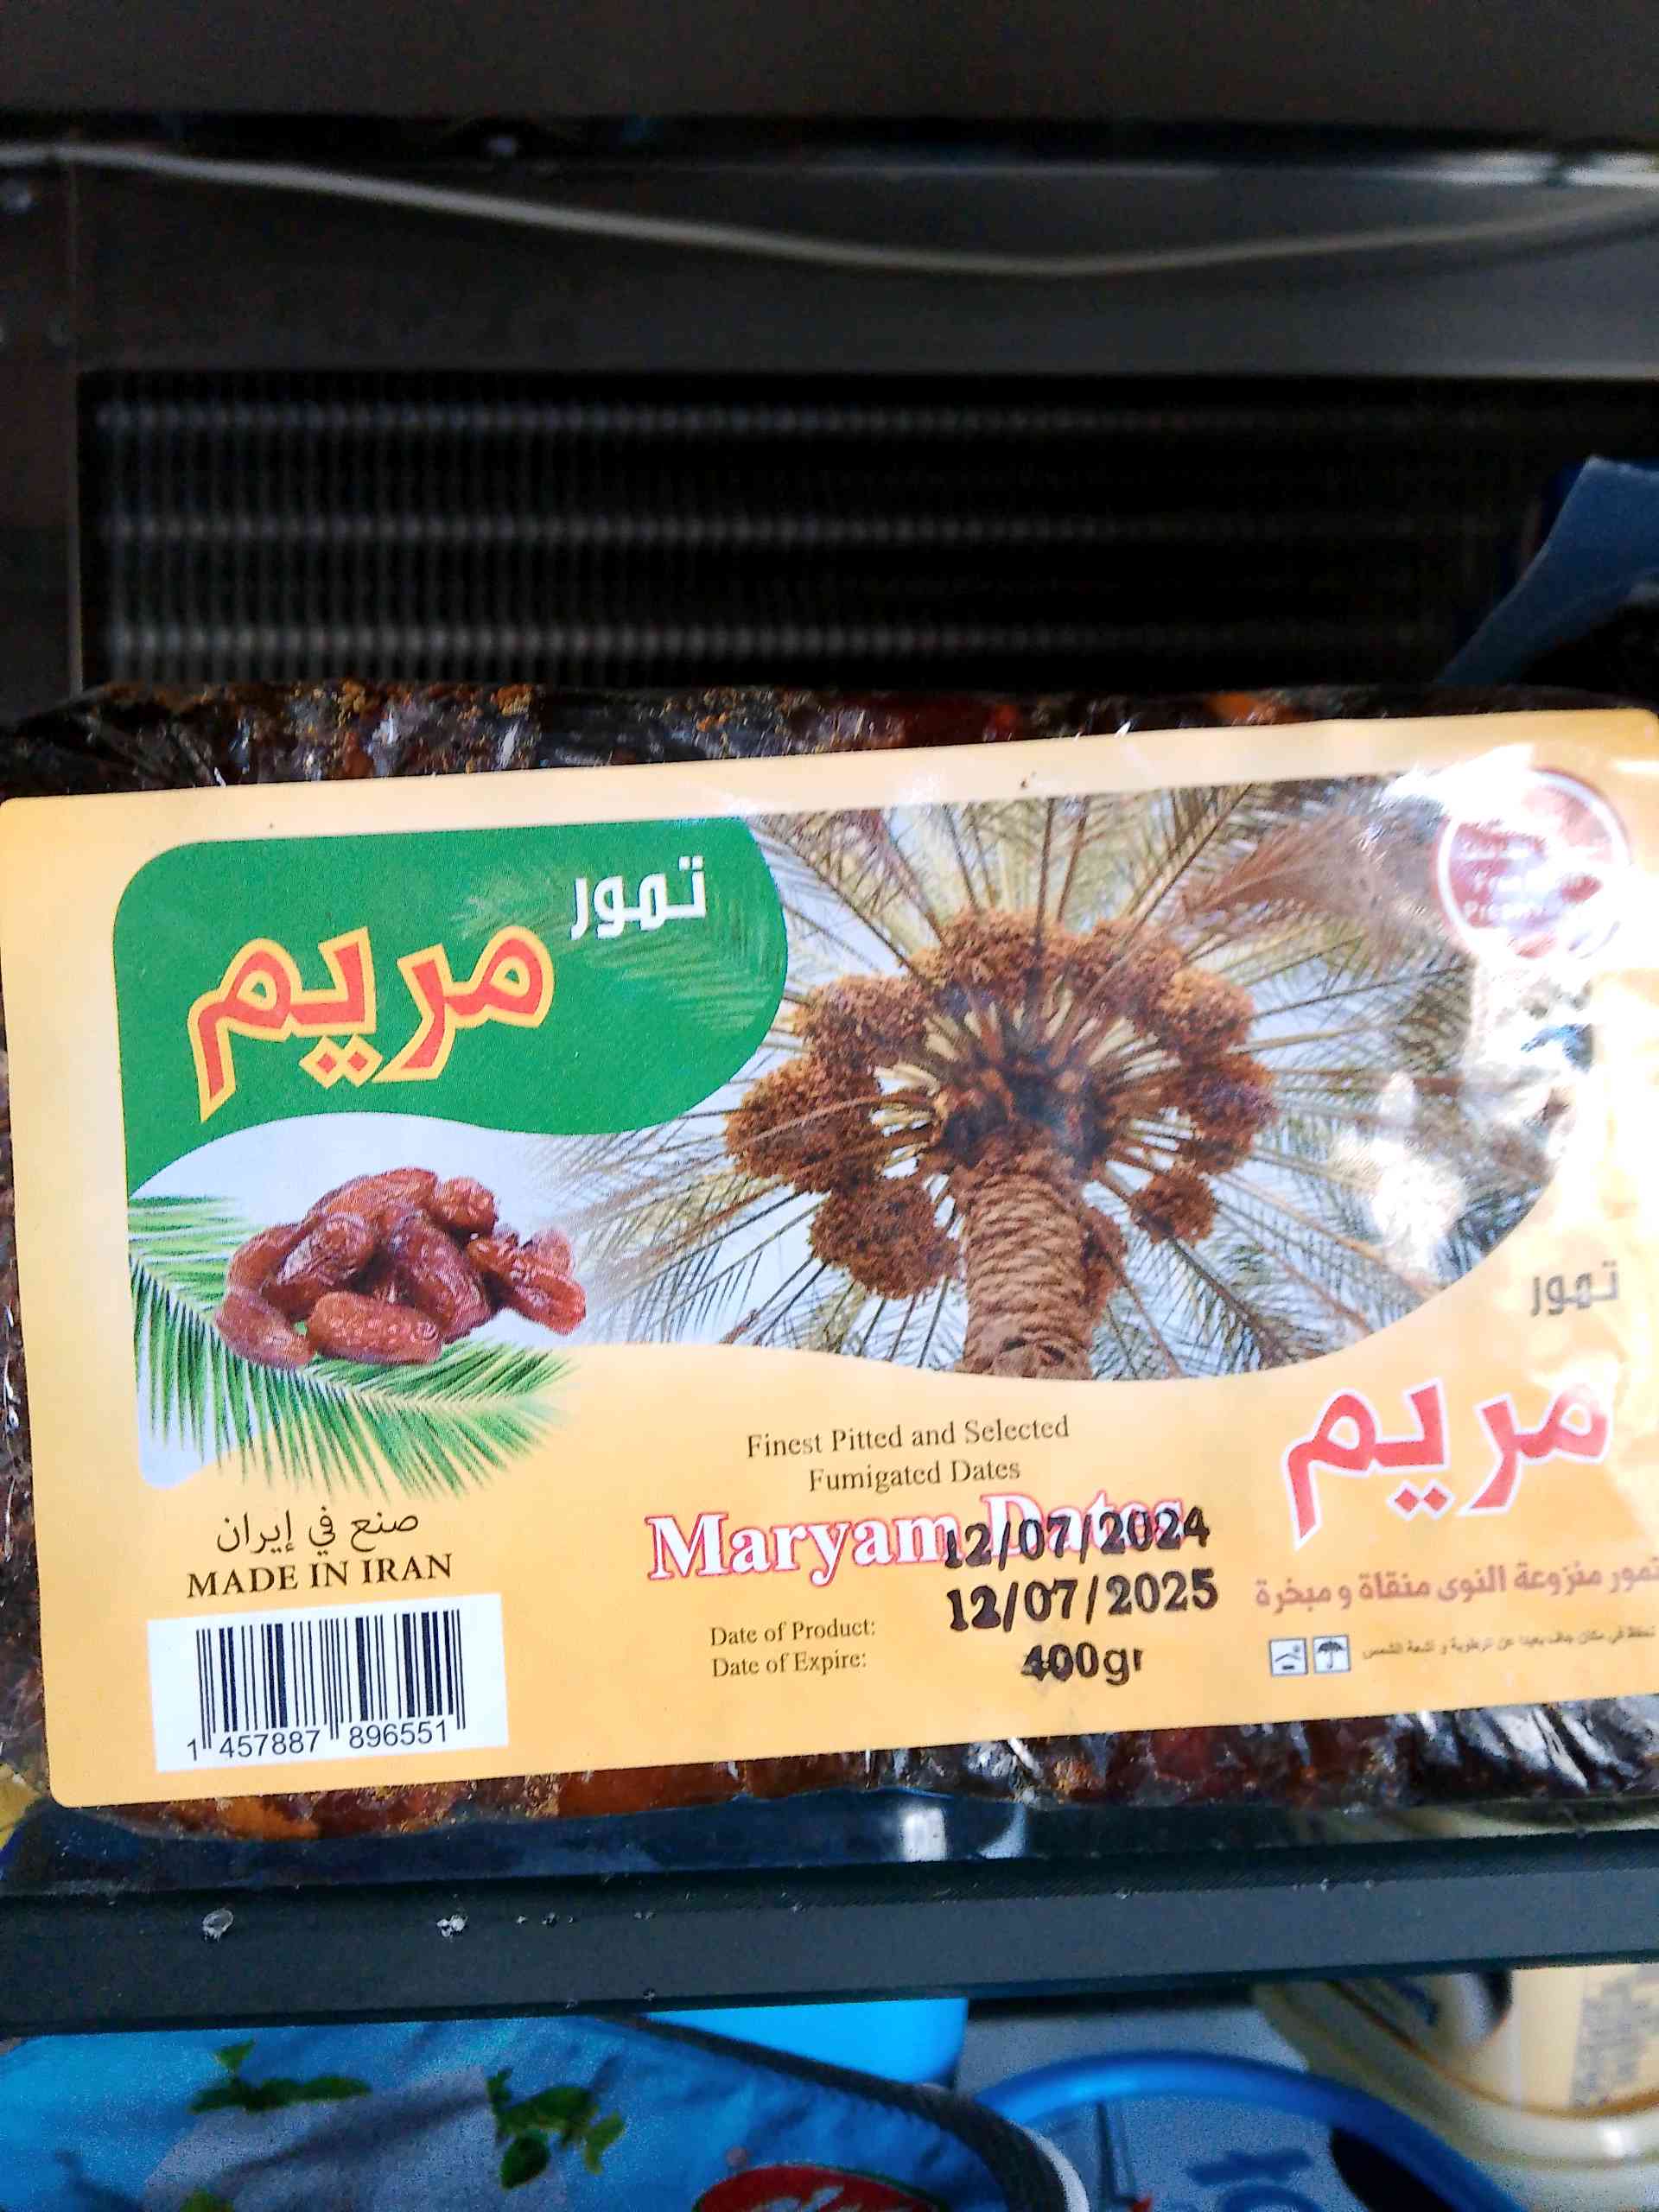 تمور
مريم
تمور
مريم
Finest Pitted and Selected
Fumigated Dates
Maryam Dates
12/07/2024
12/07/2025
400gr
Date of Product:
Date of Expire:
صنع في إيران
MADE IN IRAN
1 457887 896551
تمور منزوعة النوى منقاة و مبخرة